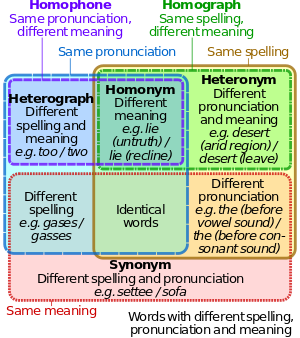 Homophone
Same pronunciation,
different meaning
Homograph
Same spelling,
different meaning
Same pronunciation
Same spelling
Heterograph
Different
spelling and
meaning
e.g. too / two
Homonym
Different
meaning
e.g. lie
(untruth) /
lie (recline)
Heteronym
Different
pronunciation
and meaning
e.g. desert
(arid region) /
desert (leave)
Different
spelling
e.g. gases /
gasses
Identical
words
Different
pronunciation
e.g. the (before
vowel sound) /
the (before con-
sonant sound)
Synonym
Different spelling and pronunciation
e.g. settee / sofa
Same meaning
Words with different spelling,
pronunciation and meaning